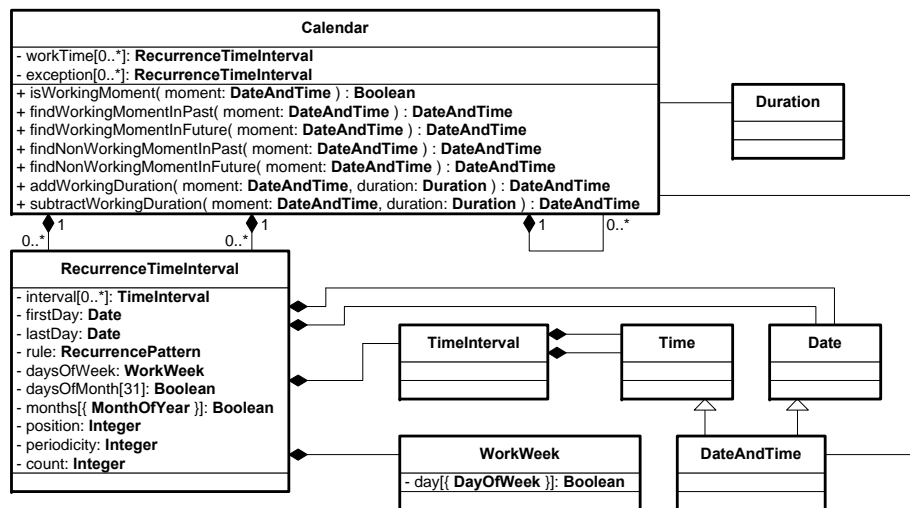 Calendar
- workTime[0..*]: RecurrenceTimeInterval
- exception[0..*]: RecurrenceTimeInterval
+ isWorkingMoment( moment: DateAndTime ) : Boolean
+ findWorkingMomentInPast( moment: DateAndTime ) : DateAndTime
+ findWorkingMomentInFuture( moment: DateAndTime ) : DateAndTime
+ findNonWorkingMomentInPast( moment: DateAndTime ) : DateAndTime
+ findNonWorkingMomentInFuture( moment: DateAndTime ) : DateAndTime
+ addWorkingDuration( moment: DateAndTime, duration: Duration ) : DateAndTime
+ subtractWorkingDuration( moment: DateAndTime, duration: Duration ) : DateAndTime
Duration
1
1
1
0..*
0..*
0..*
RecurrenceTimeInterval
- interval[0..*]: TimeInterval
- firstDay: Date
- lastDay: Date
- rule: RecurrencePattern
- daysOfWeek: WorkWeek
- daysOfMonth[31]: Boolean
- months[{ MonthOfYear }]: Boolean
- position: Integer
- periodicity: Integer
- count: Integer
TimeInterval
Time
Date
WorkWeek
- day[{ DayOfWeek }]: Boolean
DateAndTime